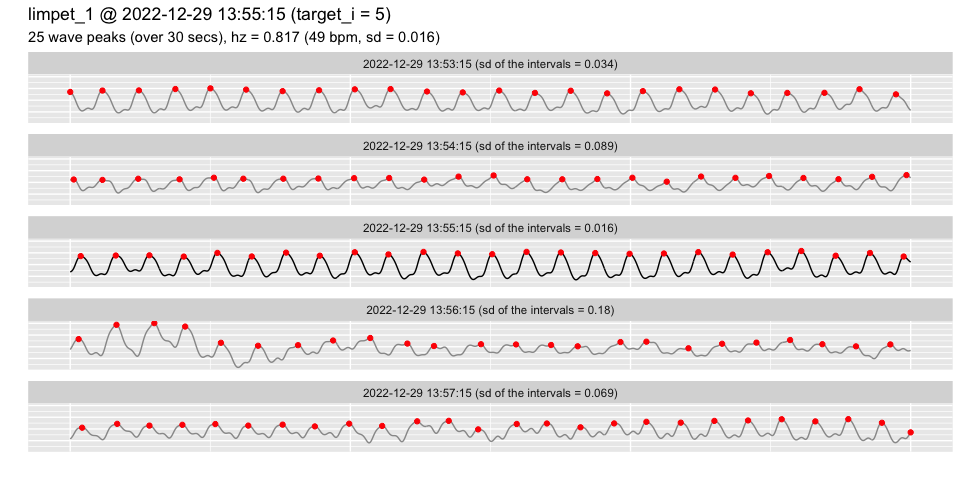 limpet_1 @ 2022-12-29 13:55:15 (target_i = 5)
25 wave peaks (over 30 secs), hz = 0.817 (49 bpm, sd = 0.016)
2022-12-29 13:53:15 (sd of the intervals = 0.034)
2022-12-29 13:54:15 (sd of the intervals = 0.089)
2022-12-29 13:55:15 (sd of the intervals = 0.016)
2022-12-29 13:56:15 (sd of the intervals = 0.18)
2022-12-29 13:57:15 (sd of the intervals = 0.069)